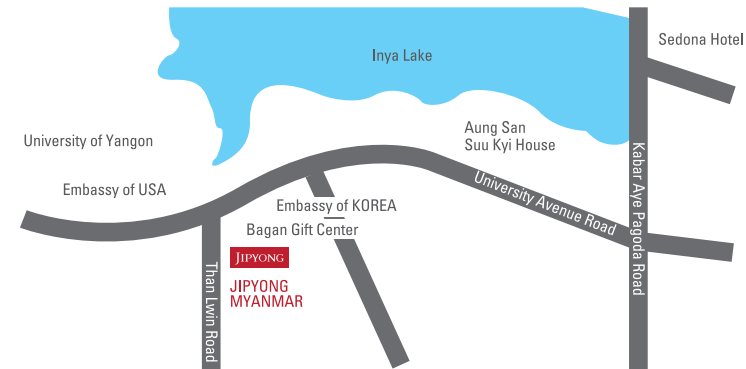 Sedona Hotel
Inya Lake
Aung San
Suu Kyi House
University of Yangon
Embassy of USA
Embassy of KOREA
Bagan Gift Center
University Avenue Road
Kabar Aye Pagoda Road
Than Lwin Road
JIPYONG
JIPYONG
MYANMAR